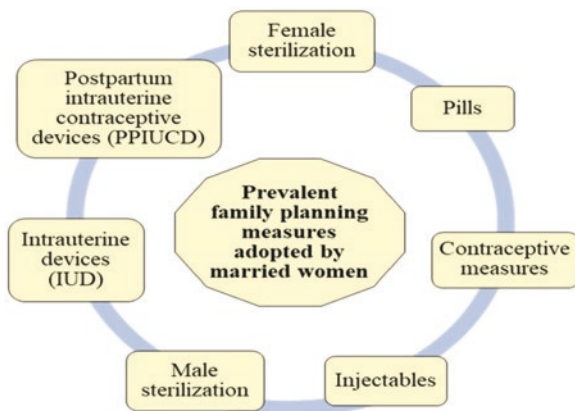 Female
sterilization
Pills
Contraceptive
measures
Injectables
Male
sterilization
Intrauterine
devices
(IUD)
Postpartum
intrauterine
contraceptive
devices (PPIUCD)
Prevalent
family planning
measures
adopted by
married women